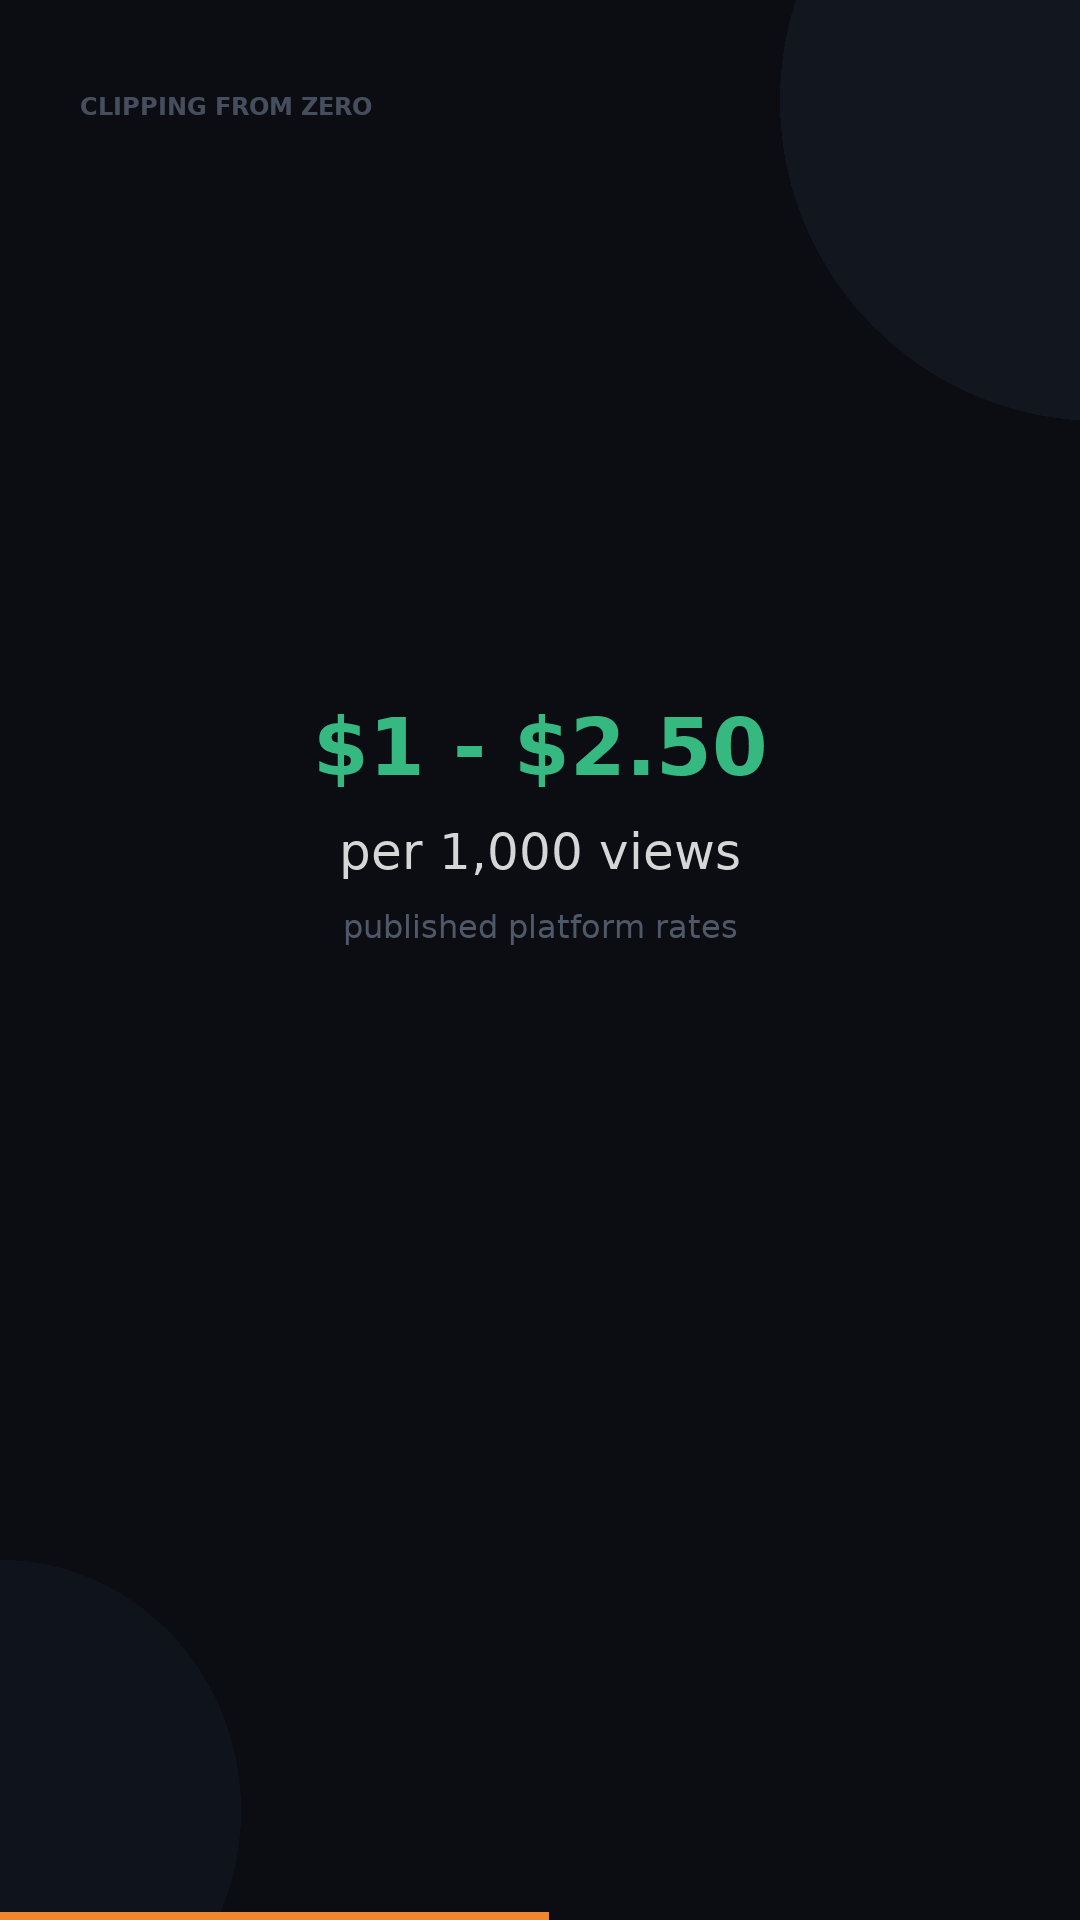 CLIPPING FROM ZERO
$1 - $2.50
per 1,000 views
published platform rates